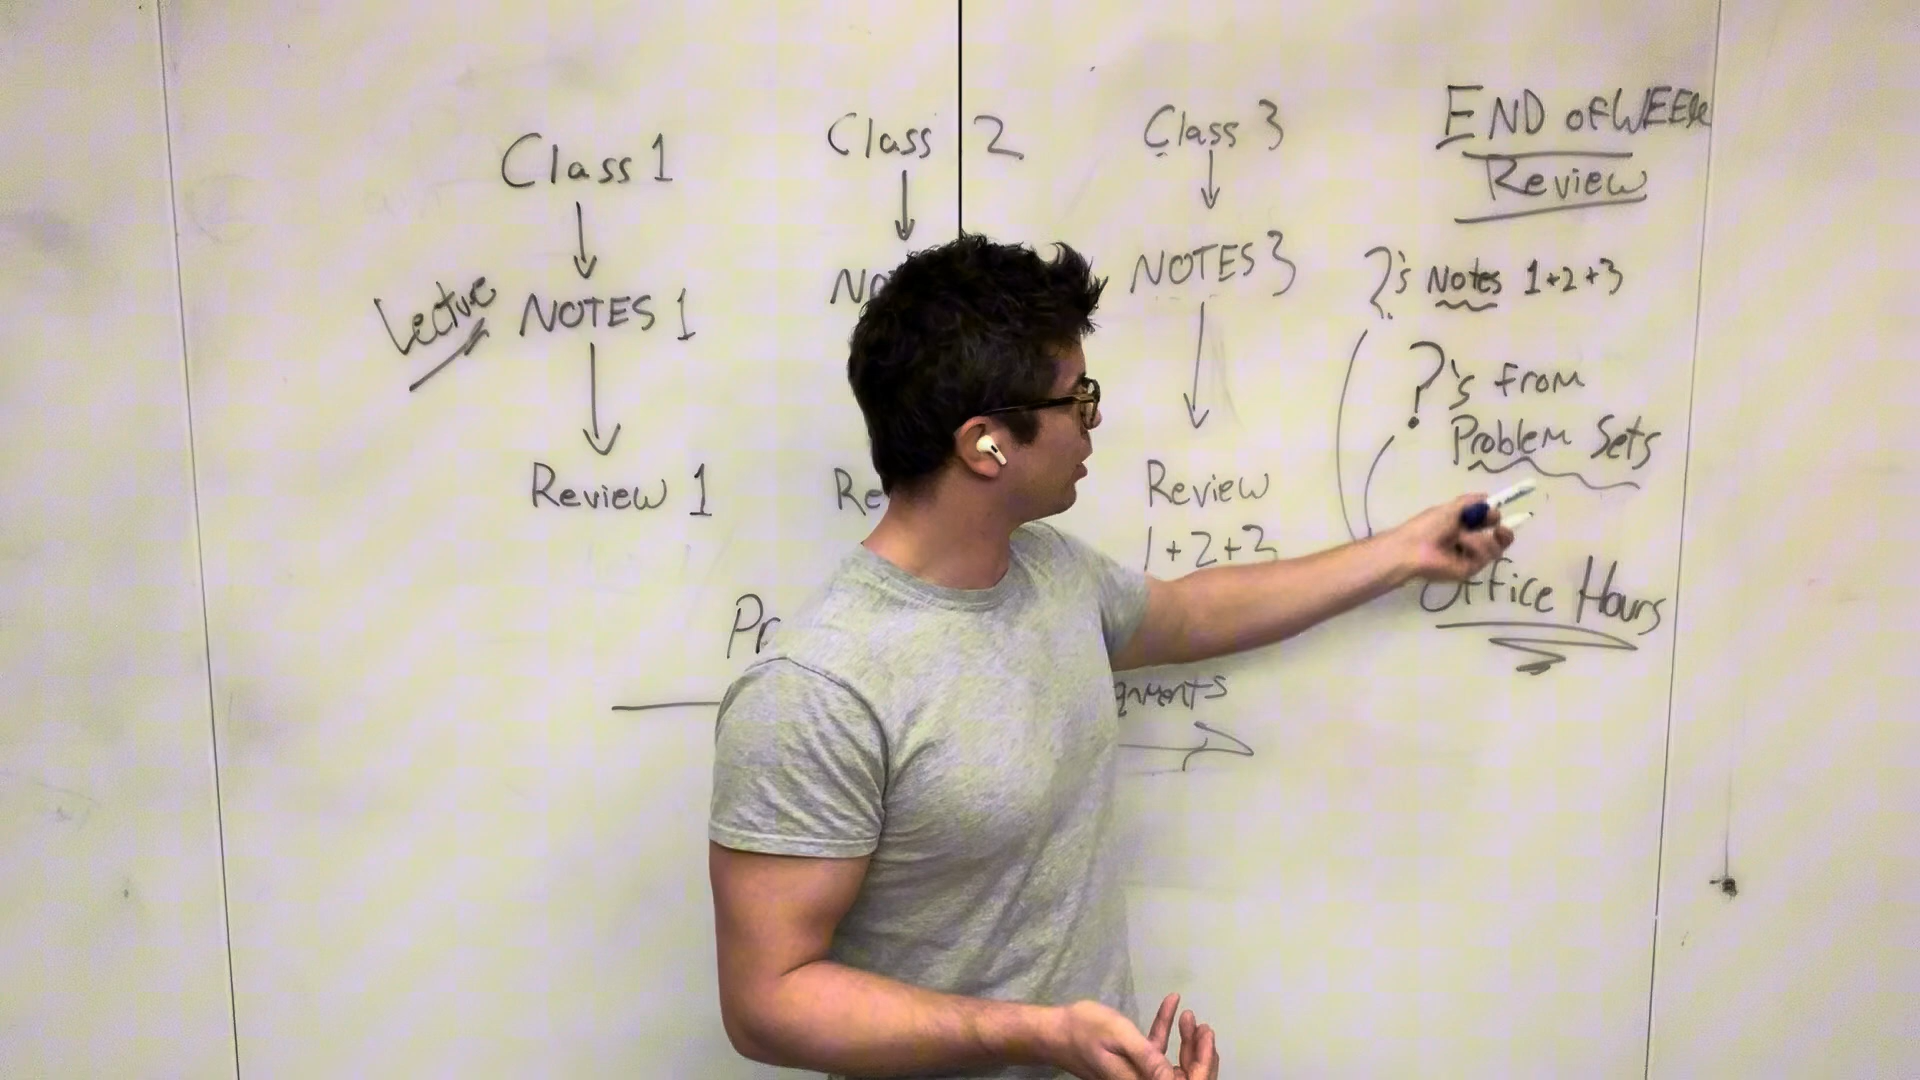 Class 1
Lecture
NOTES 1
Review 1
Class 2
NO
Re
Class 3
NOTES 3
Review
1+2+3
Pr
END OF WEEK
Review
?'s Notes 1+2+3
?'s From
Problem Sets
Office Hours